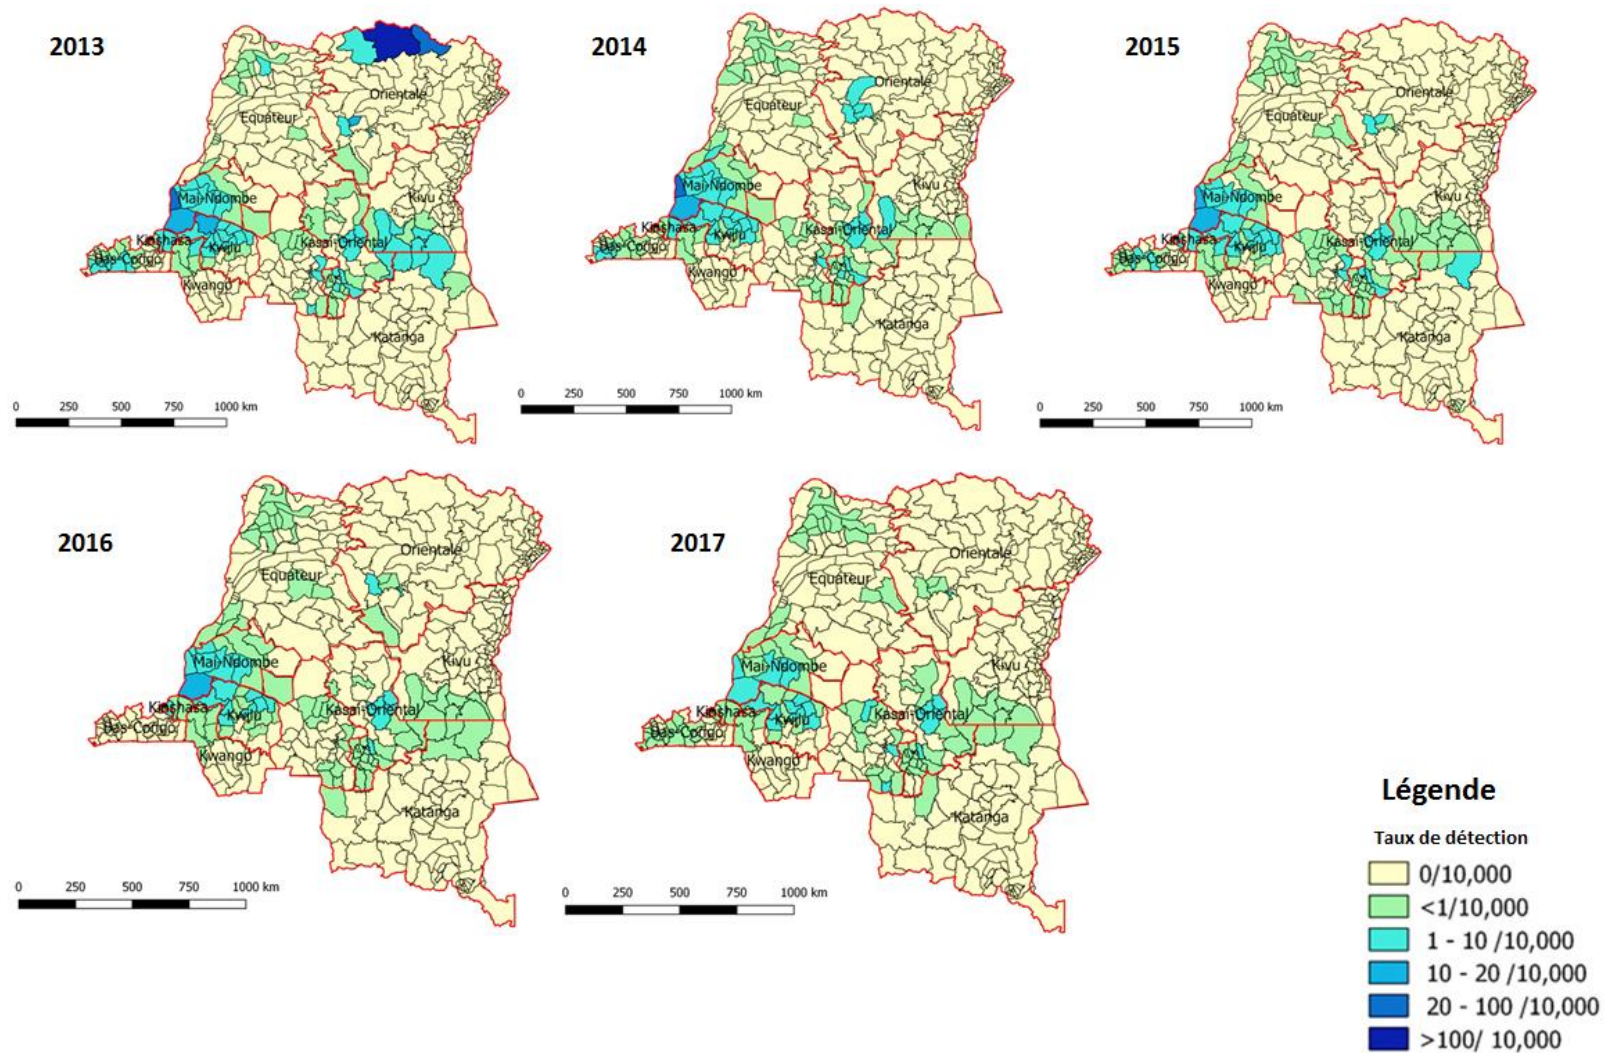 2013
Orientale
Equateur
Mai-Ndombe
Kivu
Kinshasa
Bas-Congo
Kwilu
Kasai-Oriental
Kwango
Katanga
0 250 500 750 1000 km
2014
Orientale
Equateur
Mai-Ndombe
Kivu
Kinshasa
Bas-Congo
Kwilu
Kasai-Oriental
Kwango
Katanga
0 250 500 750 1000 km
2015
Orientale
Equateur
Mai-Ndombe
Kivu
Kinshasa
Bas-Congo
Kwilu
Kasai-Oriental
Kwango
Katanga
0 250 500 750 1000 km
2016
Orientale
Equateur
Mai-Ndombe
Kivu
Kinshasa
Bas-Congo
Kwilu
Kasai-Oriental
Kwango
Katanga
0 250 500 750 1000 km
2017
Orientale
Equateur
Mai-Ndombe
Kivu
Kinshasa
Bas-Congo
Kwilu
Kasai-Oriental
Kwango
Katanga
0 250 500 750 1000 km
Légende
Taux de détection
0/10,000
<1/10,000
1 - 10 /10,000
10 - 20 /10,000
20 - 100 /10,000
>100/ 10,000